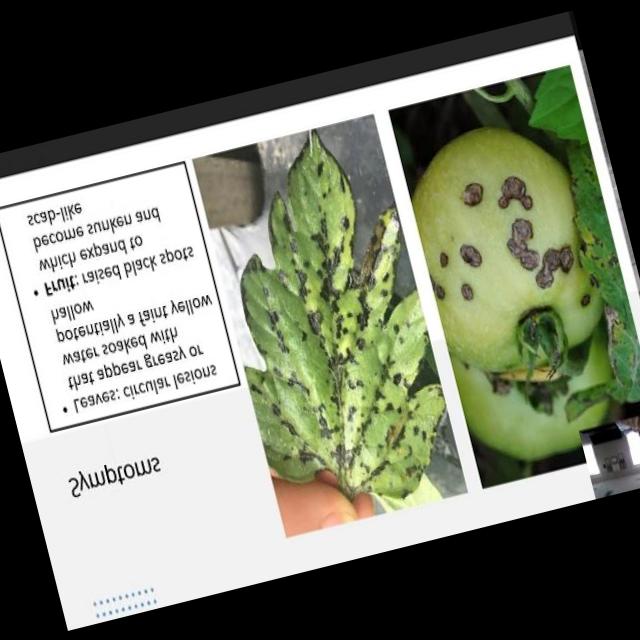 Symptoms
• Leaves: circular lesions
that appear greasy or
water soaked with
potentially a faint yellow
hallow
• Fruit: raised black spots
which expand to
become sunken and
scab-like